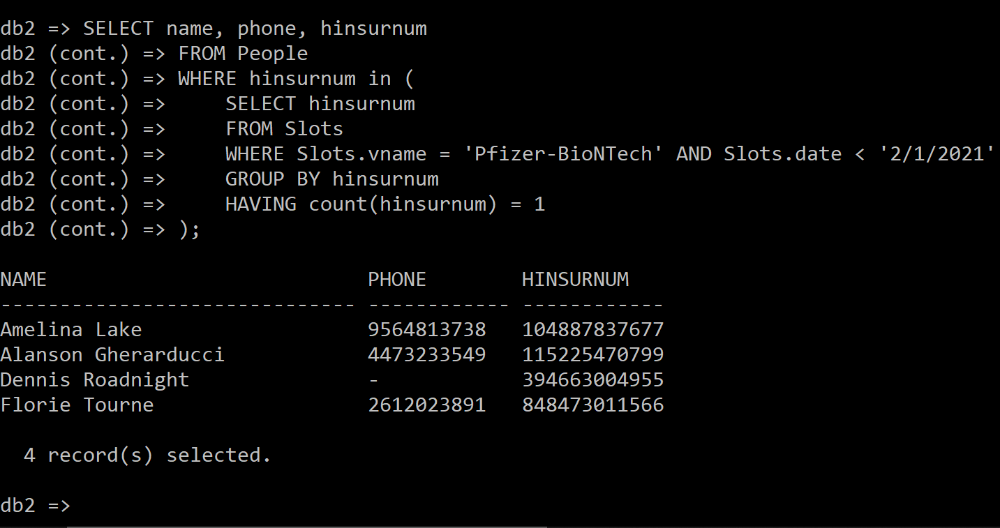 db2 => SELECT name, phone, hinsurnum
db2 (cont.) => FROM People
db2 (cont.) => WHERE hinsurnum in (
db2 (cont.) =>     SELECT hinsurnum
db2 (cont.) =>     FROM Slots
db2 (cont.) =>     WHERE Slots.vname = 'Pfizer-BioNTech' AND Slots.date < '2/1/2021'
db2 (cont.) =>     GROUP BY hinsurnum
db2 (cont.) =>     HAVING count(hinsurnum) = 1
db2 (cont.) => );
NAME                           PHONE        HINSURNUM
------------------------------ ------------ ------------
Amelina Lake                   9564813738   104887837677
Alanson Gherarducci            4473233549   115225470799
Dennis Roadnight               -            394663004955
Florie Tourne                  2612023891   848473011566
  4 record(s) selected.
db2 =>